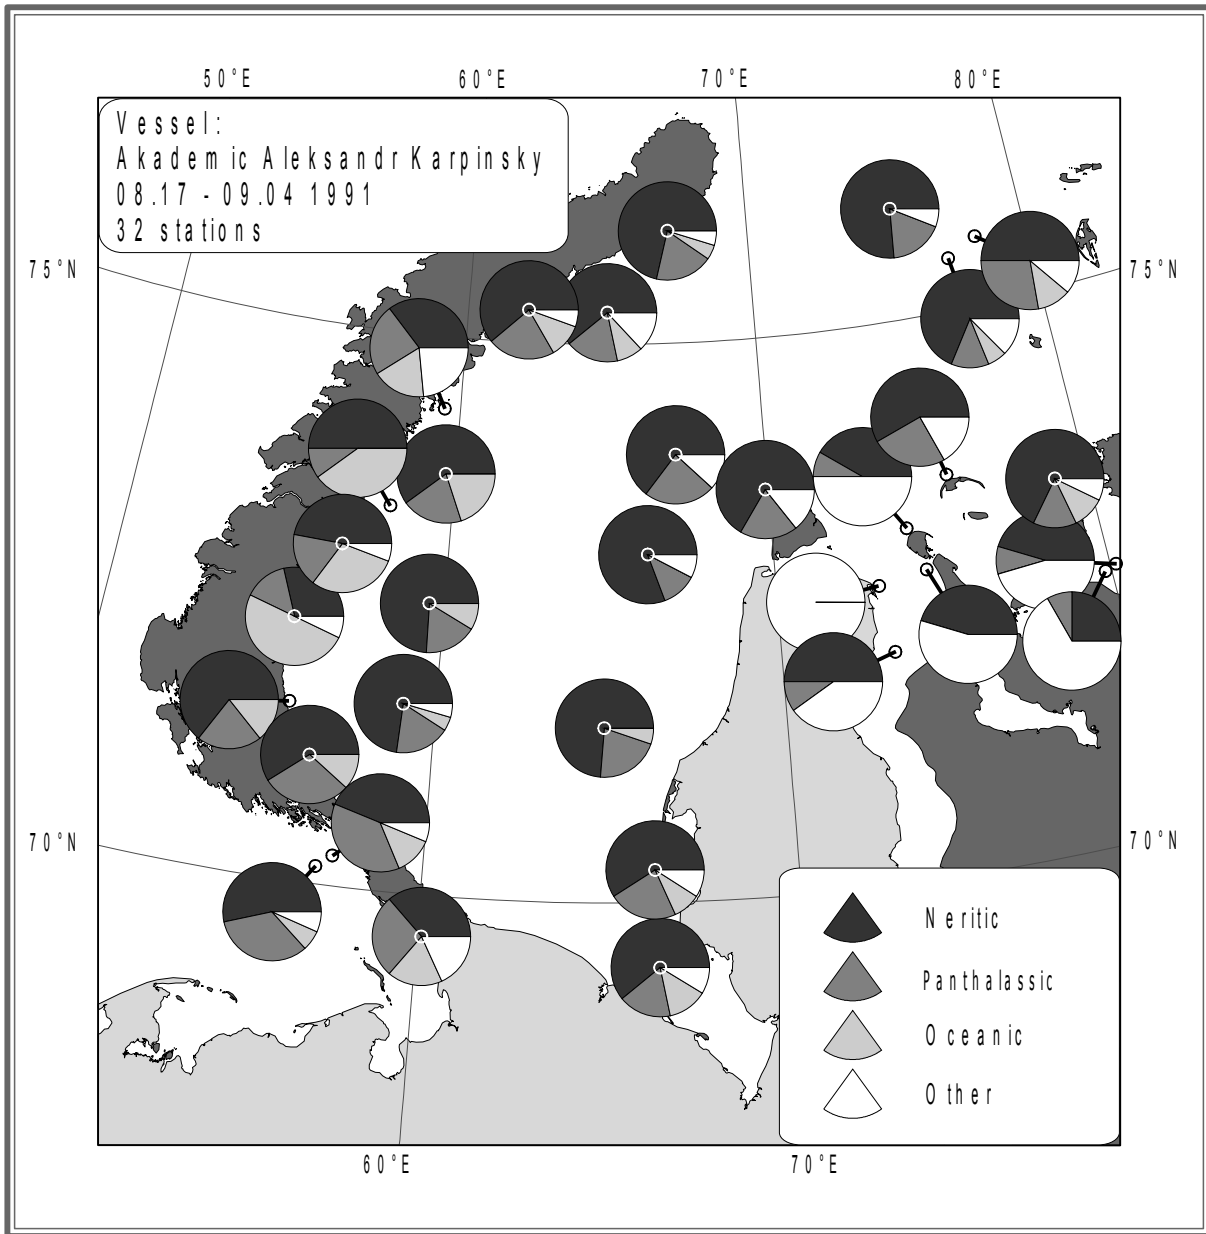 50°E 60°E 70°E 80°E
Vessel:
Akademic Aleksandr Karpinsky
08.17 - 09.04 1991
32 stations
75°N 75°N
70°N 70°N
Neritic
Panthalassic
Oceanic
Other
60°E 70°E